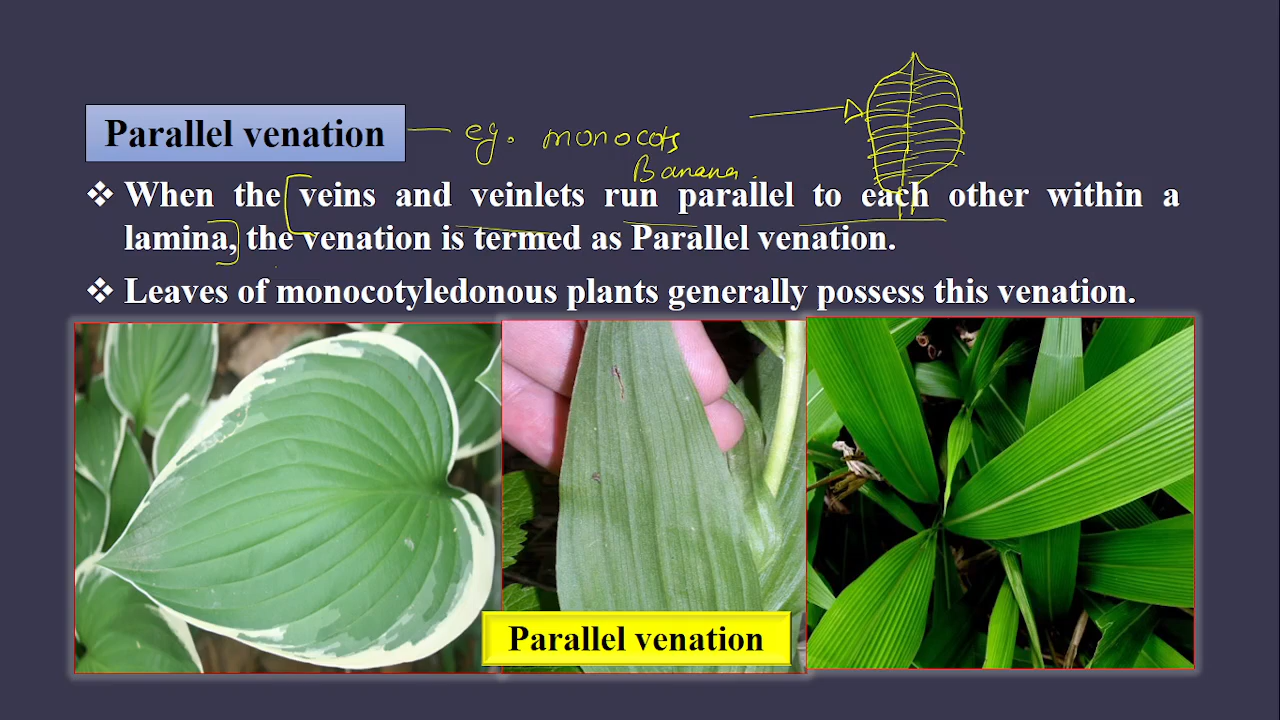 Parallel venation — eg. monocots
Banana.
❖ When the veins and veinlets run parallel to each other within a
lamina, the venation is termed as Parallel venation.
❖ Leaves of monocotyledonous plants generally possess this venation.
Parallel venation